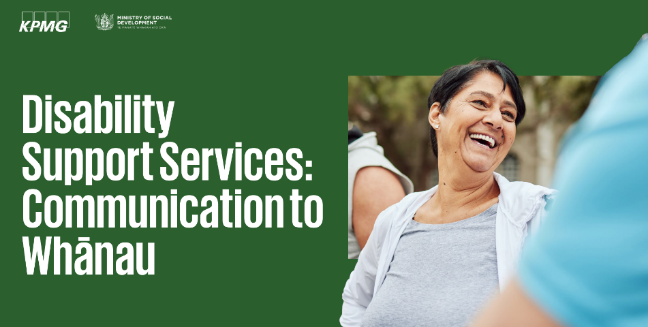 KPMG
MINISTRY OF SOCIAL
DEVELOPMENT
Disability
Support Services:
Communication to
Whānau